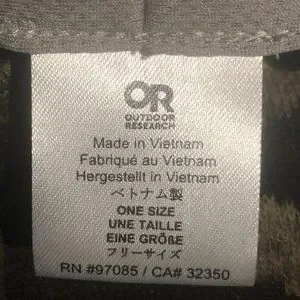 OR
OUTDOOR
RESEARCH
Made in Vietnam
Fabriqué au Vietnam
Hergestellt in Vietnam
ベトナム製
ONE SIZE
UNE TAILLE
EINE GRÖßE
フリーサイズ
RN #97085 / CA# 32350